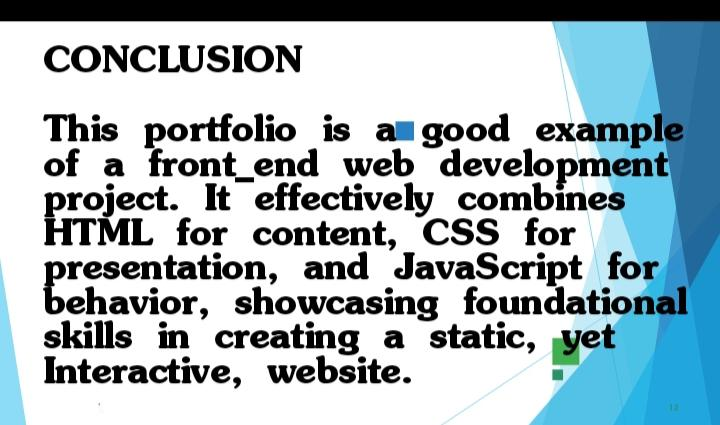 CONCLUSION
This portfolio is a good example
of a front_end web development
project. It effectively combines
HTML for content, CSS for
presentation, and JavaScript for
behavior, showcasing foundational
skills in creating a static, yet
Interactive, website.
12